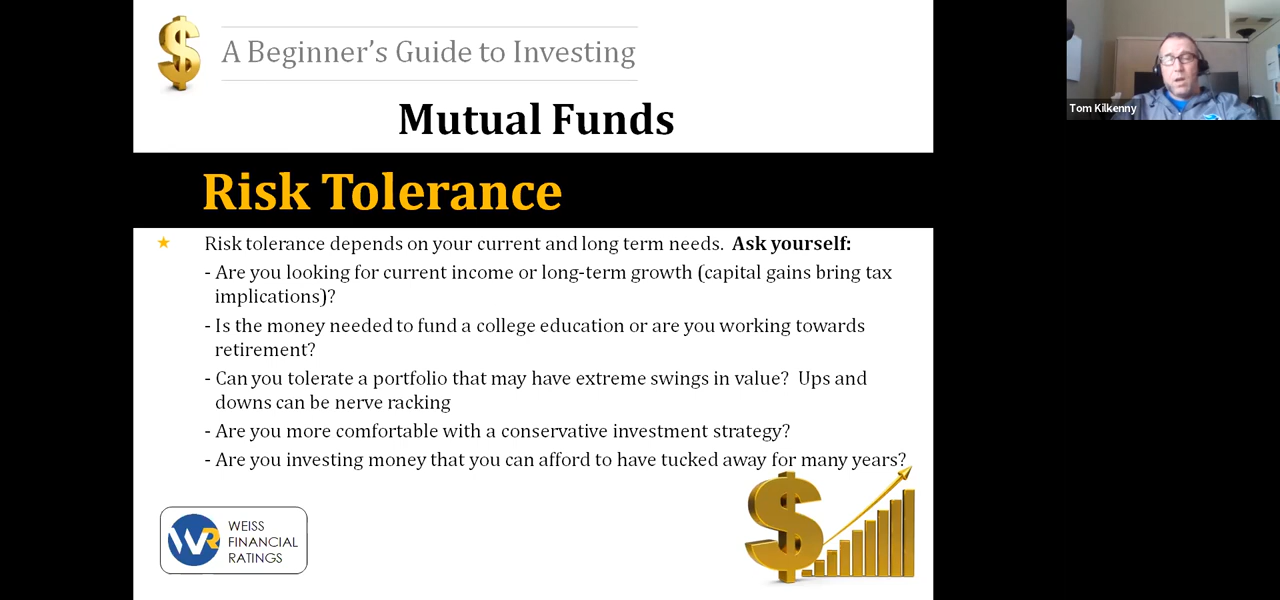 A Beginner's Guide to Investing
Mutual Funds
Risk Tolerance
Risk tolerance depends on your current and long term needs.  Ask yourself:
- Are you looking for current income or long-term growth (capital gains bring tax
implications)?
- Is the money needed to fund a college education or are you working towards
retirement?
- Can you tolerate a portfolio that may have extreme swings in value?  Ups and
downs can be nerve racking
- Are you more comfortable with a conservative investment strategy?
- Are you investing money that you can afford to have tucked away for many years?
WR
WEISS
FINANCIAL
RATINGS
Tom Kilkenny